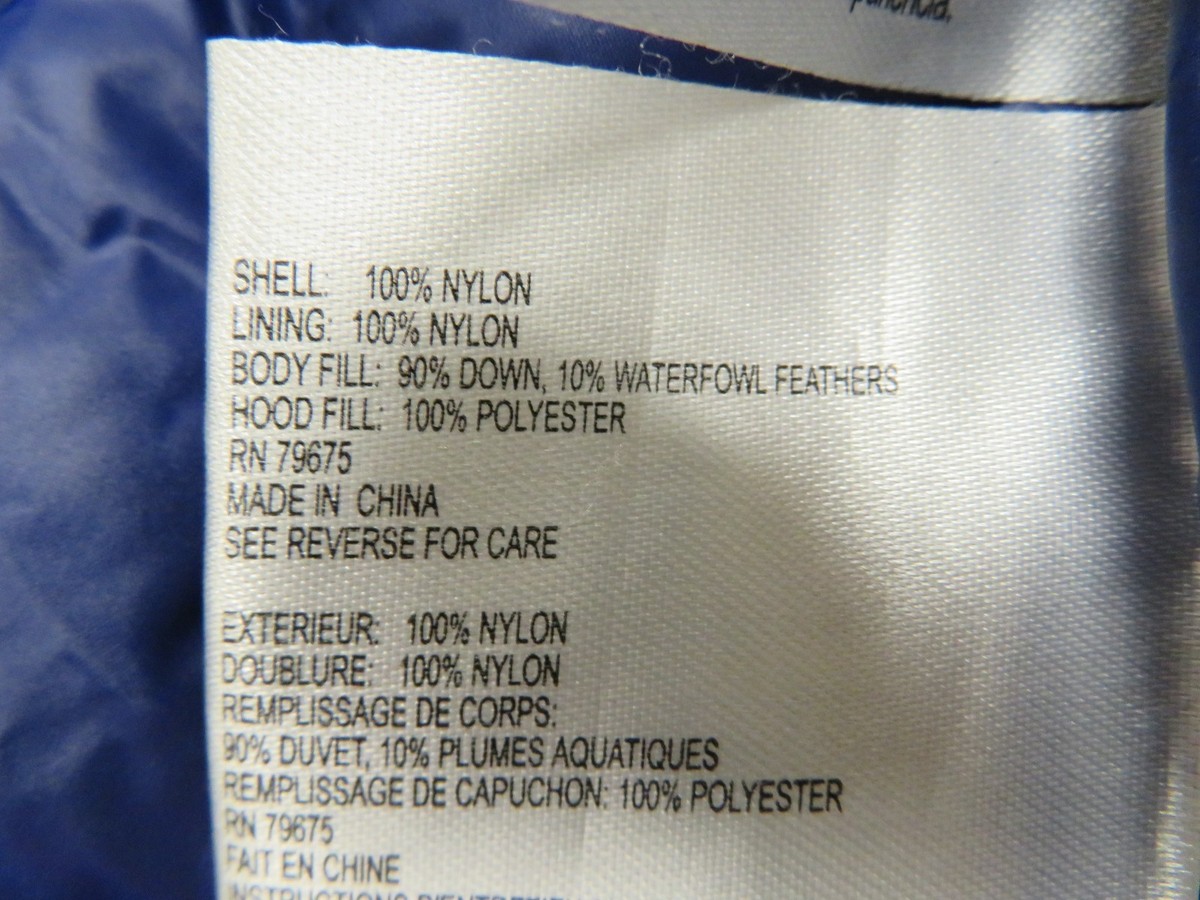 SHELL: 100% NYLON
LINING: 100% NYLON
BODY FILL: 90% DOWN, 10% WATERFOWL FEATHERS
HOOD FILL: 100% POLYESTER
RN 79675
MADE IN CHINA
SEE REVERSE FOR CARE
EXTERIEUR: 100% NYLON
DOUBLURE: 100% NYLON
REMPLISSAGE DE CORPS:
90% DUVET, 10% PLUMES AQUATIQUES
REMPLISSAGE DE CAPUCHON: 100% POLYESTER
RN 79675
FAIT EN CHINE
INSTRUCTIONS